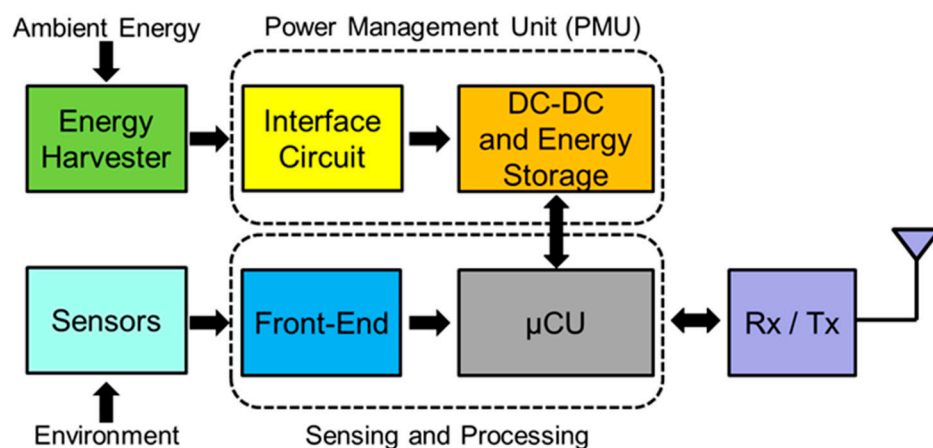 Ambient Energy
Power Management Unit (PMU)
Energy
Harvester
Interface
Circuit
DC-DC
and Energy
Storage
Sensors
Front-End
µCU
Rx / Tx
Environment
Sensing and Processing